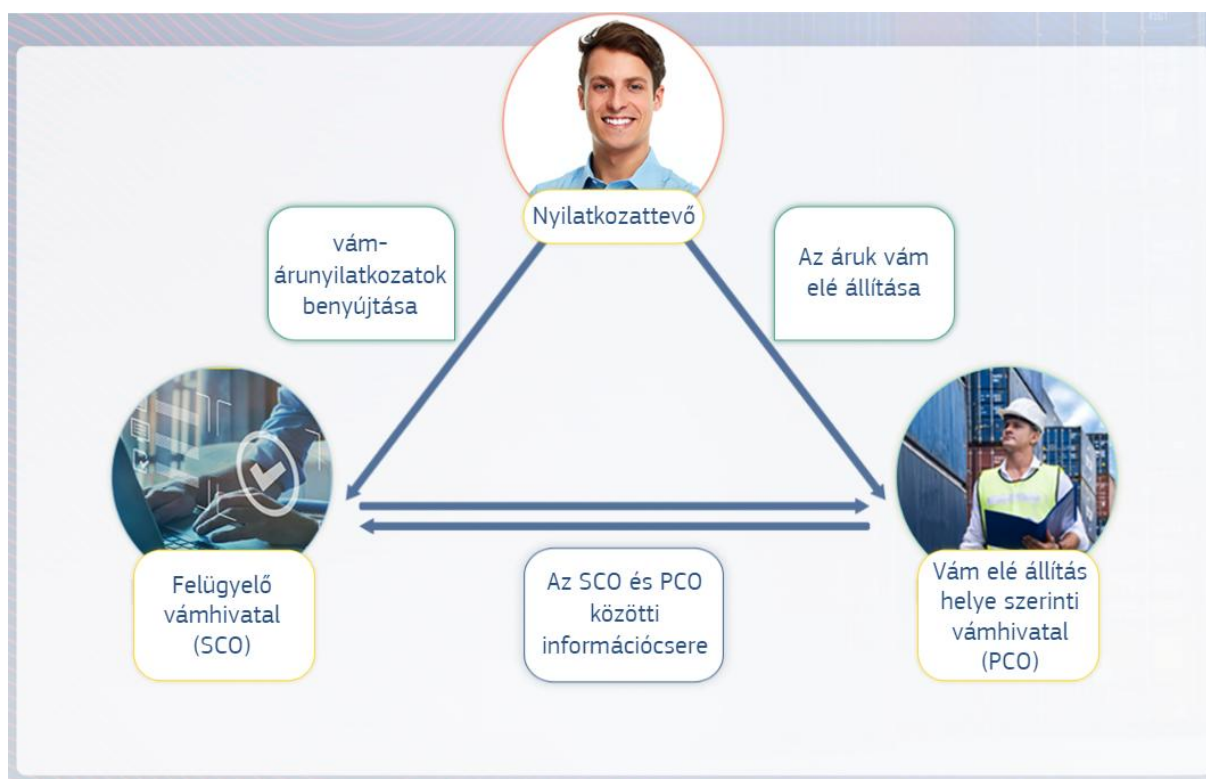 Nyilatkozattevő
vám-
árunyilatkozatok
benyújtása
Az áruk vám
elé állítása
Felügyelő
vámhivatal
(SCO)
Az SCO és PCO
közötti
információcsere
Vám elé állítás
helye szerinti
vámhivatal
(PCO)